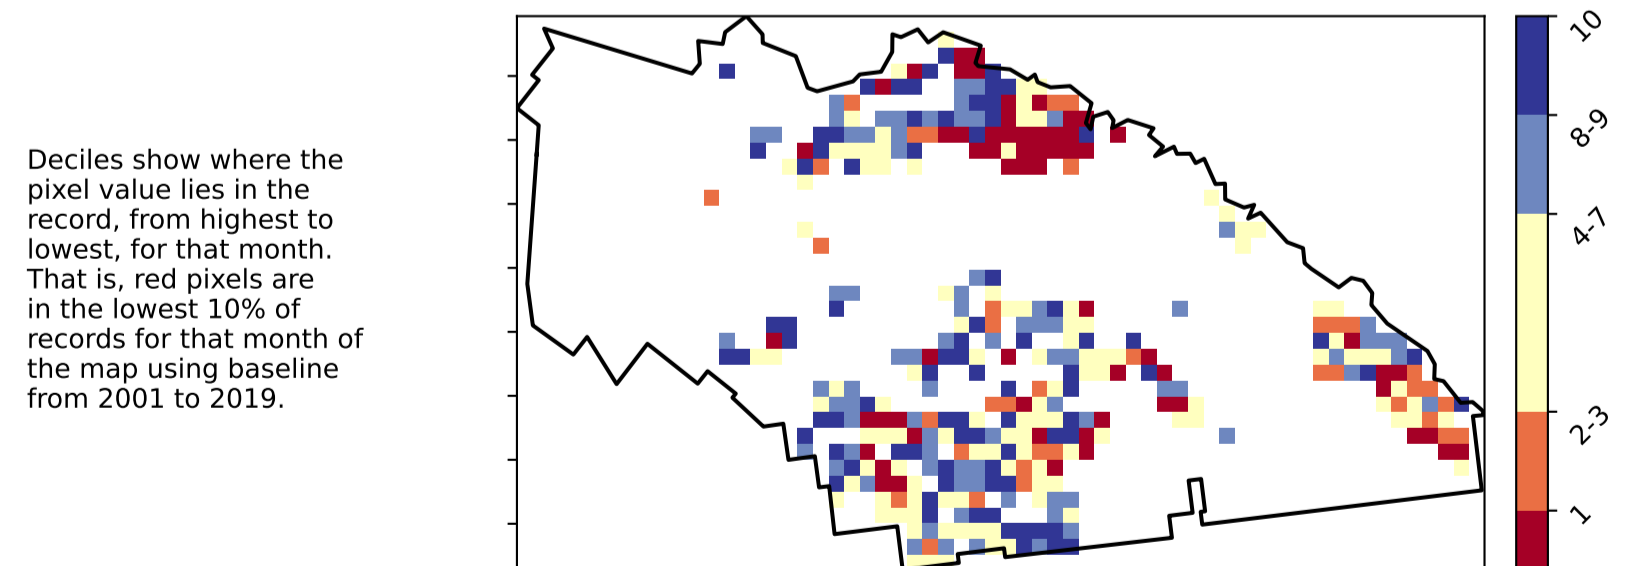 Deciles show where the
pixel value lies in the
record, from highest to
lowest, for that month.
That is, red pixels are
in the lowest 10% of
records for that month of
the map using baseline
from 2001 to 2019.
10
8-9
4-7
2-3
1